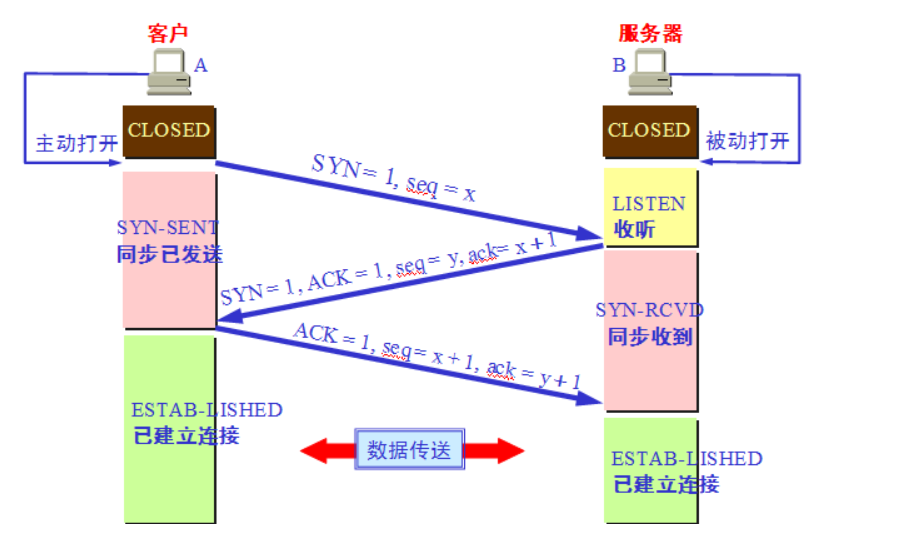 客户
服务器
A
B
CLOSED
CLOSED
主动打开
被动打开
SYN = 1, seq = x
LISTEN
收听
SYN-SENT
同步已发送
SYN = 1, ACK = 1, seq = y, ack= x + 1
SYN-RCVD
同步收到
ACK = 1, seq = x + 1, ack = y + 1
ESTAB-LISHED
已建立连接
数据传送
ESTAB-LISHED
已建立连接